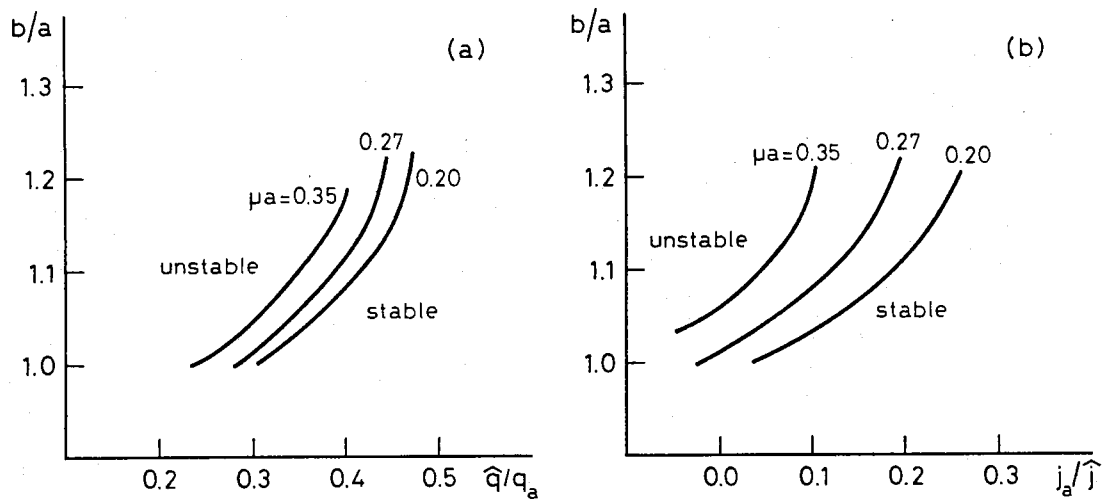 b/a
(a)
1.3
0.27
1.2
μa=0.35
0.20
unstable
1.1
stable
1.0
0.2 0.3 0.4 0.5 q̂/qₐ
b/a
(b)
1.3
μa=0.35
0.27
0.20
1.2
unstable
1.1
stable
1.0
0.0 0.1 0.2 0.3 jₐ/ĵ